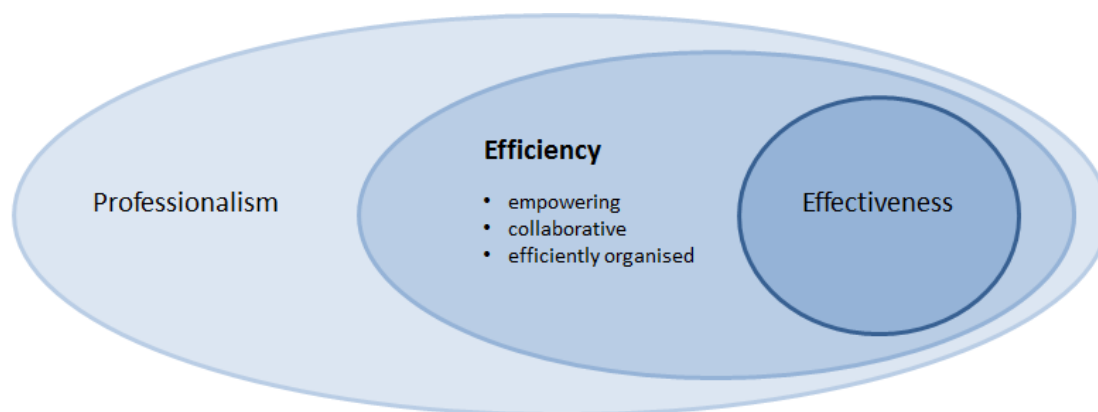 Professionalism
Efficiency
• empowering
• collaborative
• efficiently organised
Effectiveness